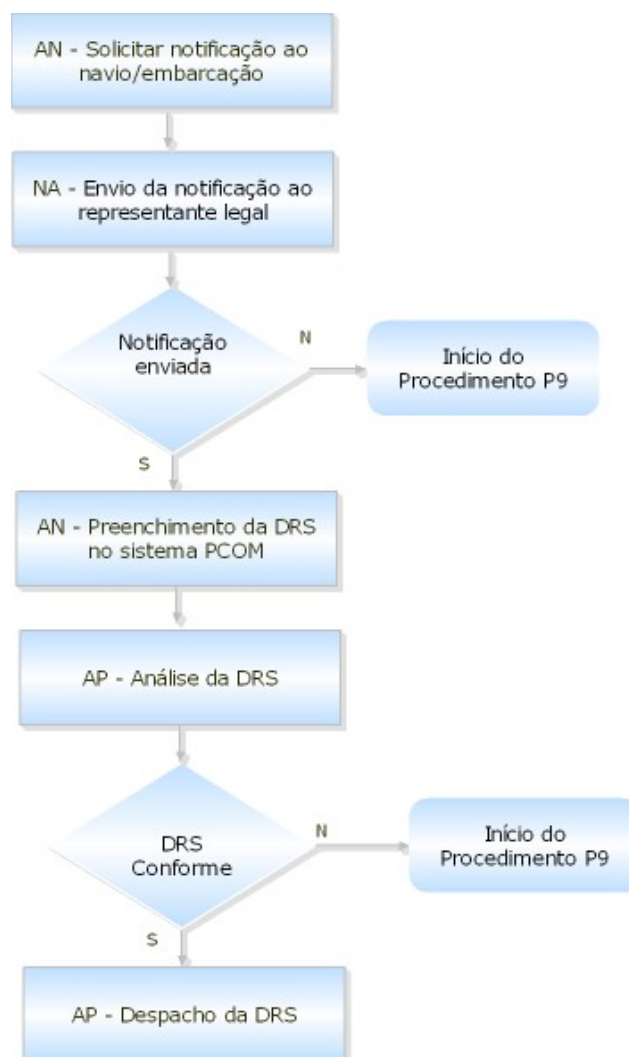 AN - Solicitar notificação ao
navio/embarcação
NA - Envio da notificação ao
representante legal
Notificação
enviada
N
Início do
Procedimento P9
S
AN - Preenchimento da DRS
no sistema PCOM
AP - Análise da DRS
DRS
Conforme
N
Início do
Procedimento P9
S
AP - Despacho da DRS